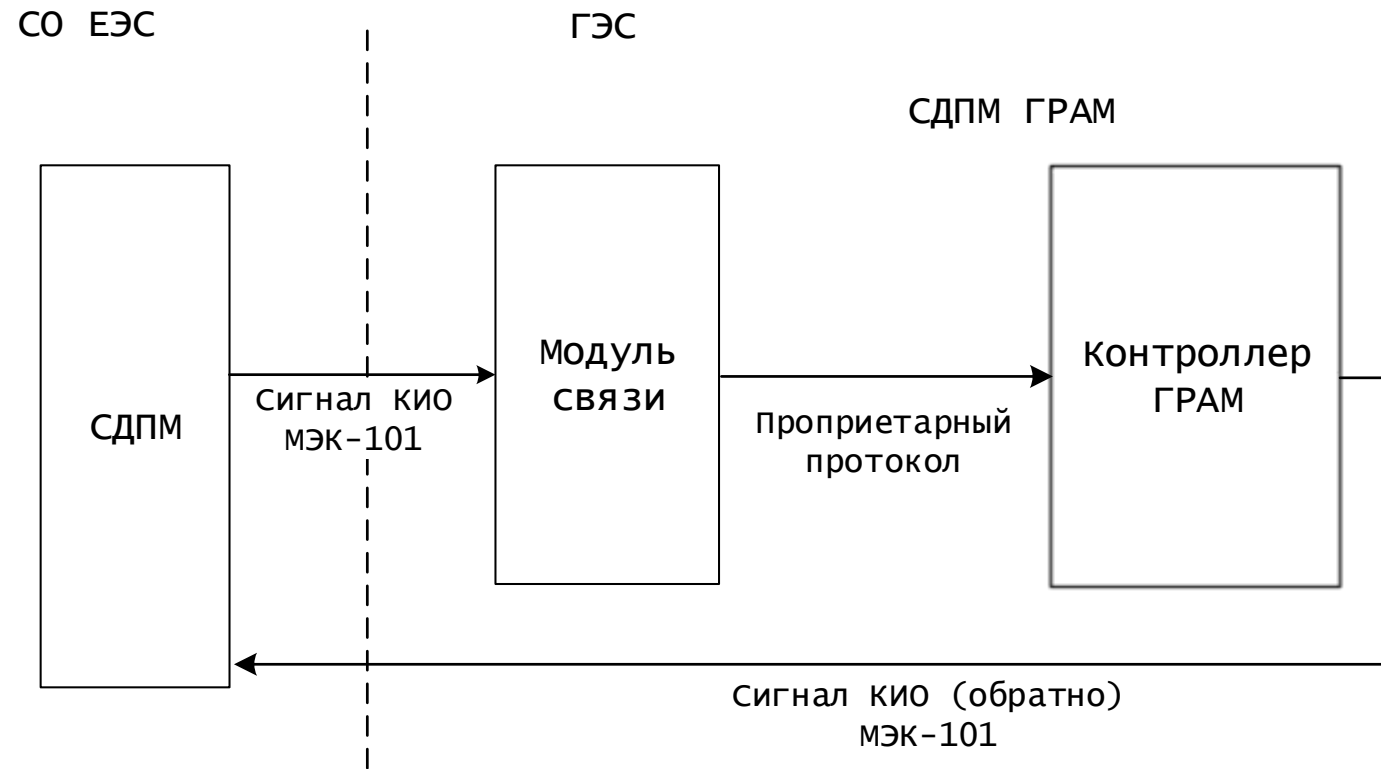 СО ЕЭС
ГЭС
СДПМ ГРАМ
СДПМ
Сигнал КИО
МЭК-101
Модуль
связи
Проприетарный
протокол
Контроллер
ГРАМ
Сигнал КИО (обратно)
МЭК-101